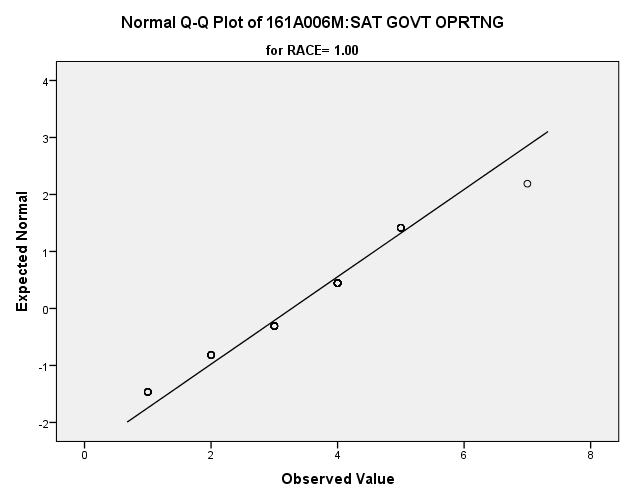 Normal Q-Q Plot of 161A006M:SAT GOVT OPRTNG
for RACE= 1.00
Expected Normal
4
3
2
1
0
-1
-2
0 2 4 6 8
Observed Value